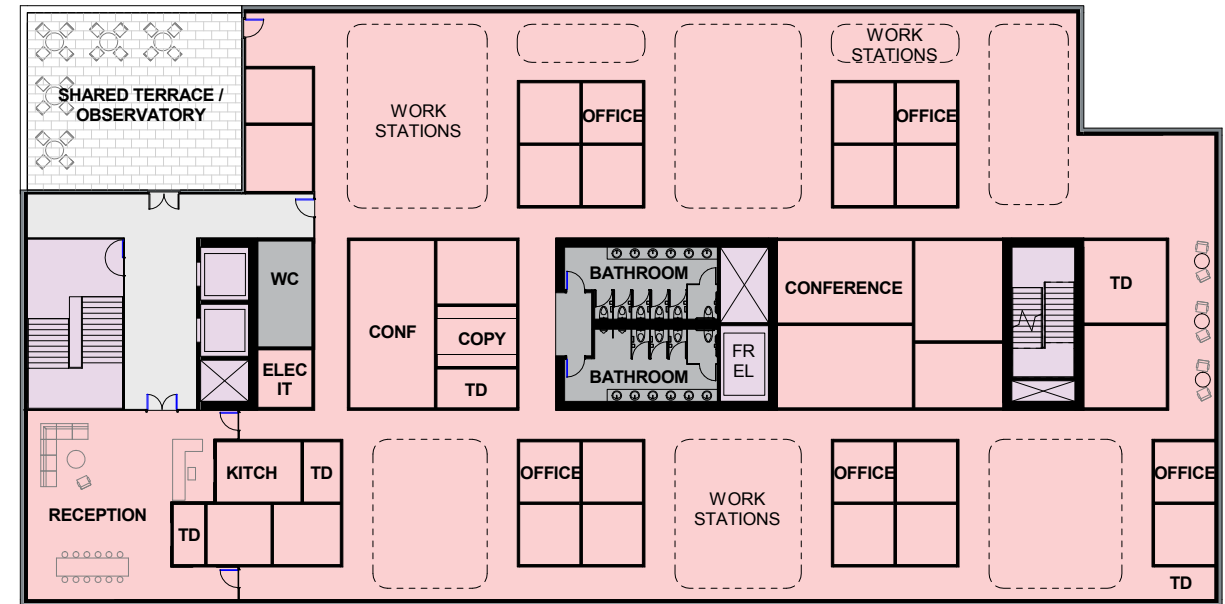 WORK
STATIONS
SHARED TERRACE /
OBSERVATORY
WORK
STATIONS
OFFICE
OFFICE
WC
BATHROOM
CONFERENCE
TD
CONF
COPY
FR
EL
ELEC
IT
TD
BATHROOM
KITCH
TD
OFFICE
OFFICE
OFFICE
WORK
STATIONS
RECEPTION
TD
TD